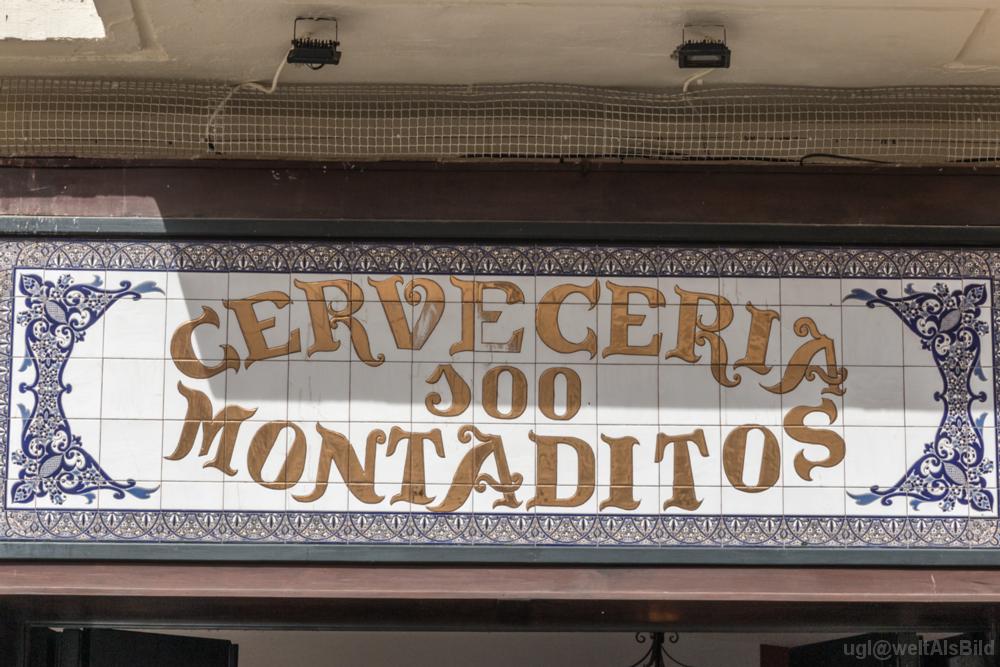 CERVECERIA
100
MONTADITOS
ugl@weltAlsBild